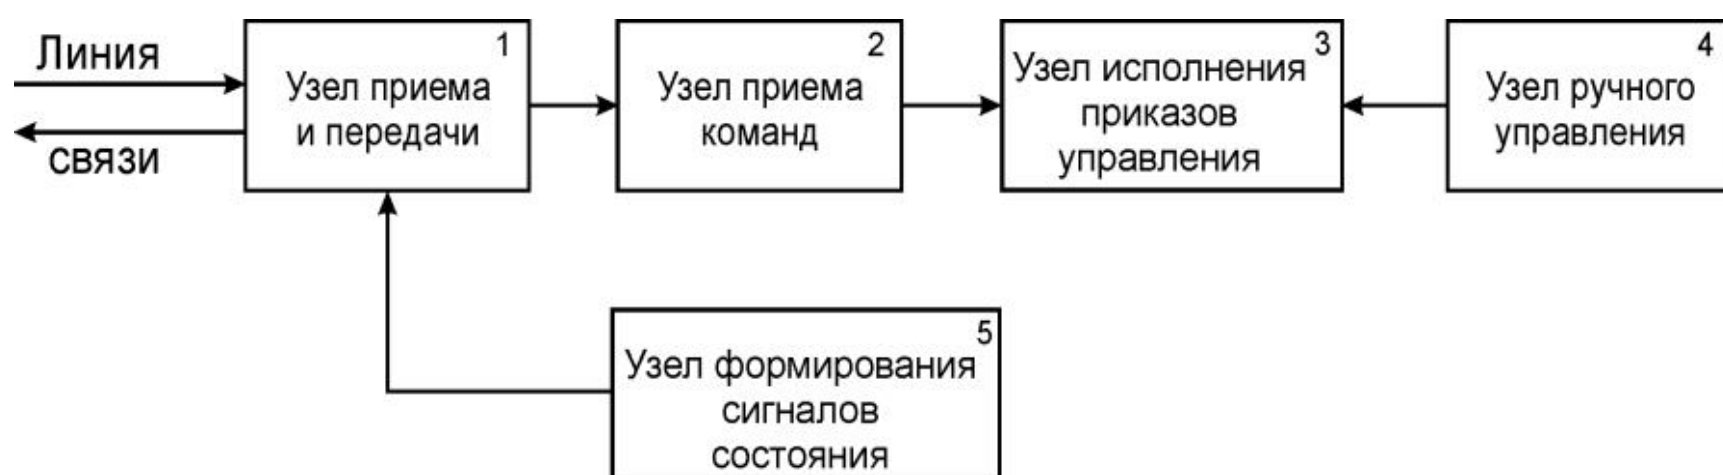 Линия
связи
1
Узел приема
и передачи
2
Узел приема
команд
3
Узел исполнения
приказов
управления
4
Узел ручного
управления
5
Узел формирования
сигналов
состояния